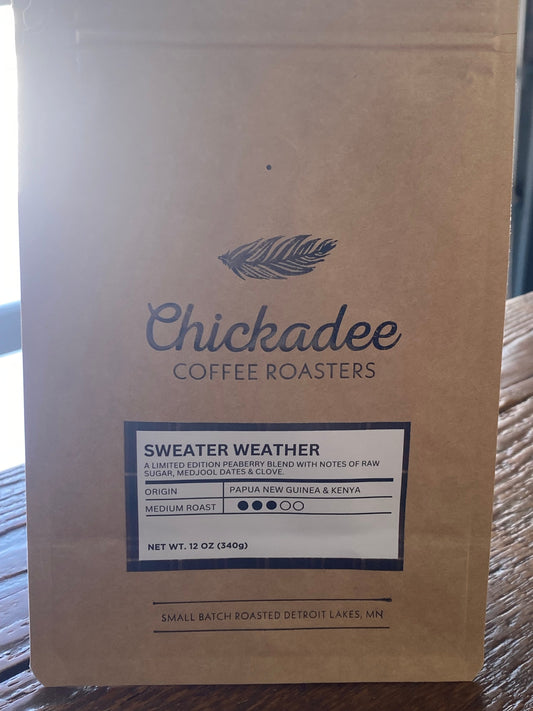 Chickadee
COFFEE ROASTERS
SWEATER WEATHER
A LIMITED EDITION PEABERRY BLEND WITH NOTES OF RAW
SUGAR, MEDJOOL DATES & CLOVE.
ORIGIN PAPUA NEW GUINEA & KENYA
MEDIUM ROAST
NET WT. 12 OZ (340g)
SMALL BATCH ROASTED DETROIT LAKES, MN